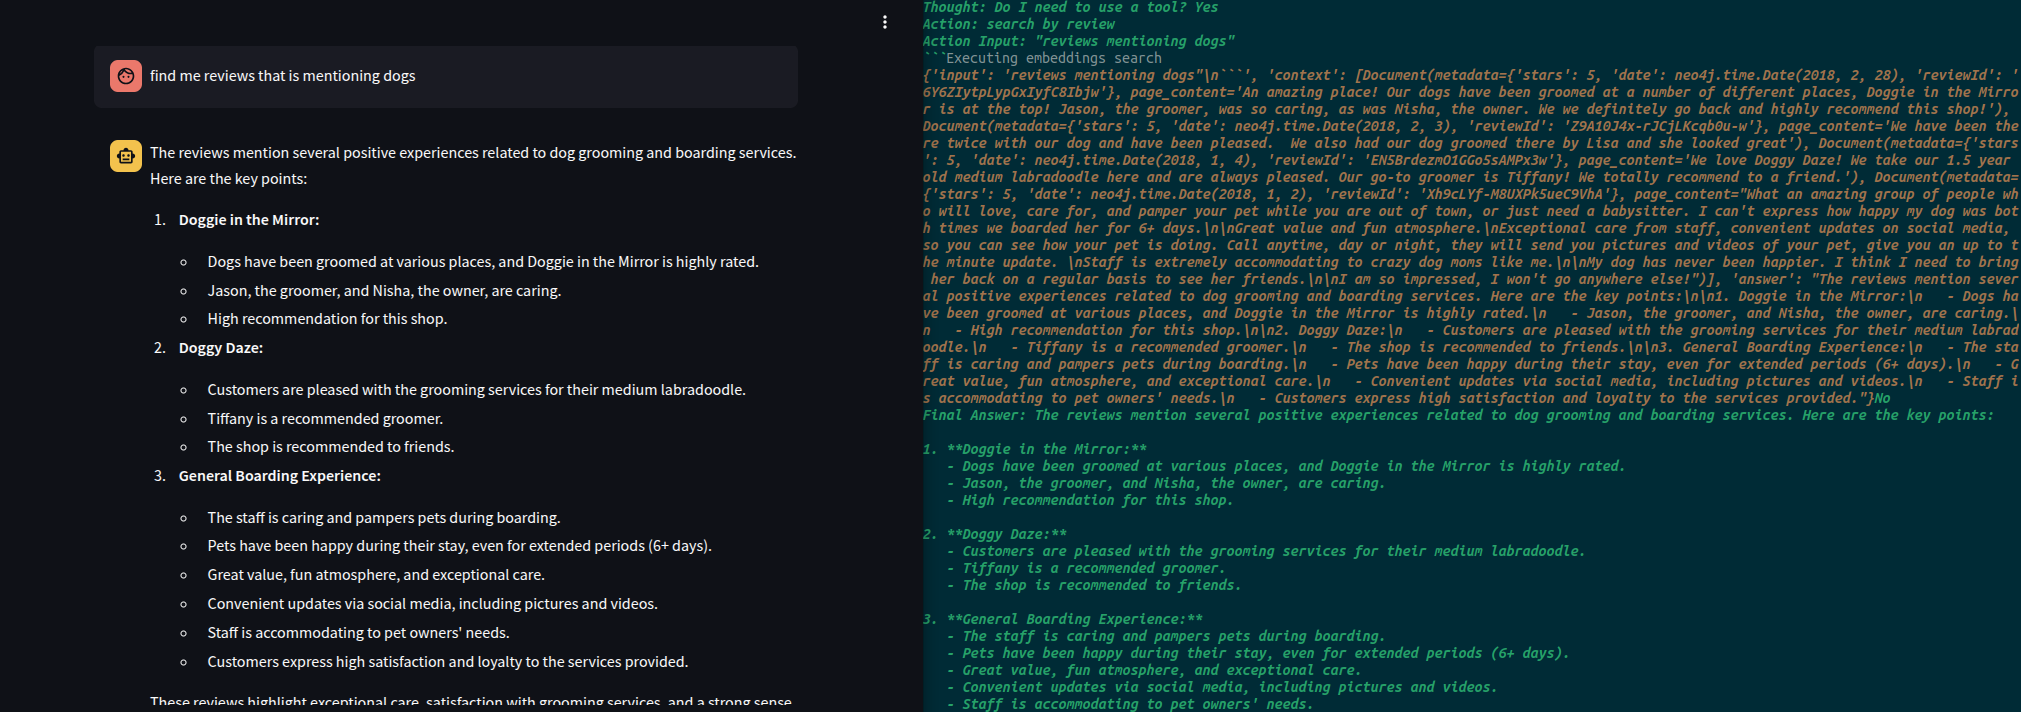 find me reviews that is mentioning dogs
The reviews mention several positive experiences related to dog grooming and boarding services.
Here are the key points:
1. Doggie in the Mirror:
Dogs have been groomed at various places, and Doggie in the Mirror is highly rated.
Jason, the groomer, and Nisha, the owner, are caring.
High recommendation for this shop.
2. Doggy Daze:
Customers are pleased with the grooming services for their medium labradoodle.
Tiffany is a recommended groomer.
The shop is recommended to friends.
3. General Boarding Experience:
The staff is caring and pampers pets during boarding.
Pets have been happy during their stay, even for extended periods (6+ days).
Great value, fun atmosphere, and exceptional care.
Convenient updates via social media, including pictures and videos.
Staff is accommodating to pet owners' needs.
Customers express high satisfaction and loyalty to the services provided.
These reviews highlight exceptional care, satisfaction with grooming services, and a strong sense
Thought: Do I need to use a tool? Yes
Action: search by review
Action Input: "reviews mentioning dogs"
```Executing embeddings search
{'input': 'reviews mentioning dogs"\n```', 'context': [Document(metadata={'stars': 5, 'date': neo4j.time.Date(2018, 2, 28), 'reviewId': '
6Y6ZIytpLypGxIyfC8Ibjw'}, page_content='An amazing place! Our dogs have been groomed at a number of different places, Doggie in the Mirro
r is at the top! Jason, the groomer, was so caring, as was Nisha, the owner. We we definitely go back and highly recommend this shop!'),
Document(metadata={'stars': 5, 'date': neo4j.time.Date(2018, 2, 3), 'reviewId': 'Z9A10J4x-rJCjLKcqb0u-w'}, page_content='We have been the
re twice with our dog and have been pleased.  We also had our dog groomed there by Lisa and she looked great'), Document(metadata={'stars
': 5, 'date': neo4j.time.Date(2018, 1, 4), 'reviewId': 'EN5BrdezmO1GGo5sAMPx3w'}, page_content='We love Doggy Daze! We take our 1.5 year
old medium labradoodle here and are always pleased. Our go-to groomer is Tiffany! We totally recommend to a friend.'), Document(metadata=
{'stars': 5, 'date': neo4j.time.Date(2018, 1, 2), 'reviewId': 'Xh9cLYf-M8UXPk5ueC9VhA'}, page_content="What an amazing group of people wh
o will love, care for, and pamper your pet while you are out of town, or just need a babysitter. I can't express how happy my dog was bot
h times we boarded her for 6+ days.\n\nGreat value and fun atmosphere.\nExceptional care from staff, convenient updates on social media,
so you can see how your pet is doing. Call anytime, day or night, they will send you pictures and videos of your pet, give you an up to t
he minute update. \nStaff is extremely accommodating to crazy dog moms like me.\n\nMy dog has never been happier. I think I need to bring
her back on a regular basis to see her friends.\n\nI am so impressed, I won't go anywhere else!")], 'answer': "The reviews mention sever
al positive experiences related to dog grooming and boarding services. Here are the key points:\n\n1. Doggie in the Mirror:\n   - Dogs ha
ve been groomed at various places, and Doggie in the Mirror is highly rated.\n   - Jason, the groomer, and Nisha, the owner, are caring.\
n   - High recommendation for this shop.\n\n2. Doggy Daze:\n   - Customers are pleased with the grooming services for their medium labrad
oodle.\n   - Tiffany is a recommended groomer.\n   - The shop is recommended to friends.\n\n3. General Boarding Experience:\n   - The sta
ff is caring and pampers pets during boarding.\n   - Pets have been happy during their stay, even for extended periods (6+ days).\n   - G
reat value, fun atmosphere, and exceptional care.\n   - Convenient updates via social media, including pictures and videos.\n   - Staff i
s accommodating to pet owners' needs.\n   - Customers express high satisfaction and loyalty to the services provided."}No
Final Answer: The reviews mention several positive experiences related to dog grooming and boarding services. Here are the key points:
1. **Doggie in the Mirror:**
- Dogs have been groomed at various places, and Doggie in the Mirror is highly rated.
- Jason, the groomer, and Nisha, the owner, are caring.
- High recommendation for this shop.
2. **Doggy Daze:**
- Customers are pleased with the grooming services for their medium labradoodle.
- Tiffany is a recommended groomer.
- The shop is recommended to friends.
3. **General Boarding Experience:**
- The staff is caring and pampers pets during boarding.
- Pets have been happy during their stay, even for extended periods (6+ days).
- Great value, fun atmosphere, and exceptional care.
- Convenient updates via social media, including pictures and videos.
- Staff is accommodating to pet owners' needs.